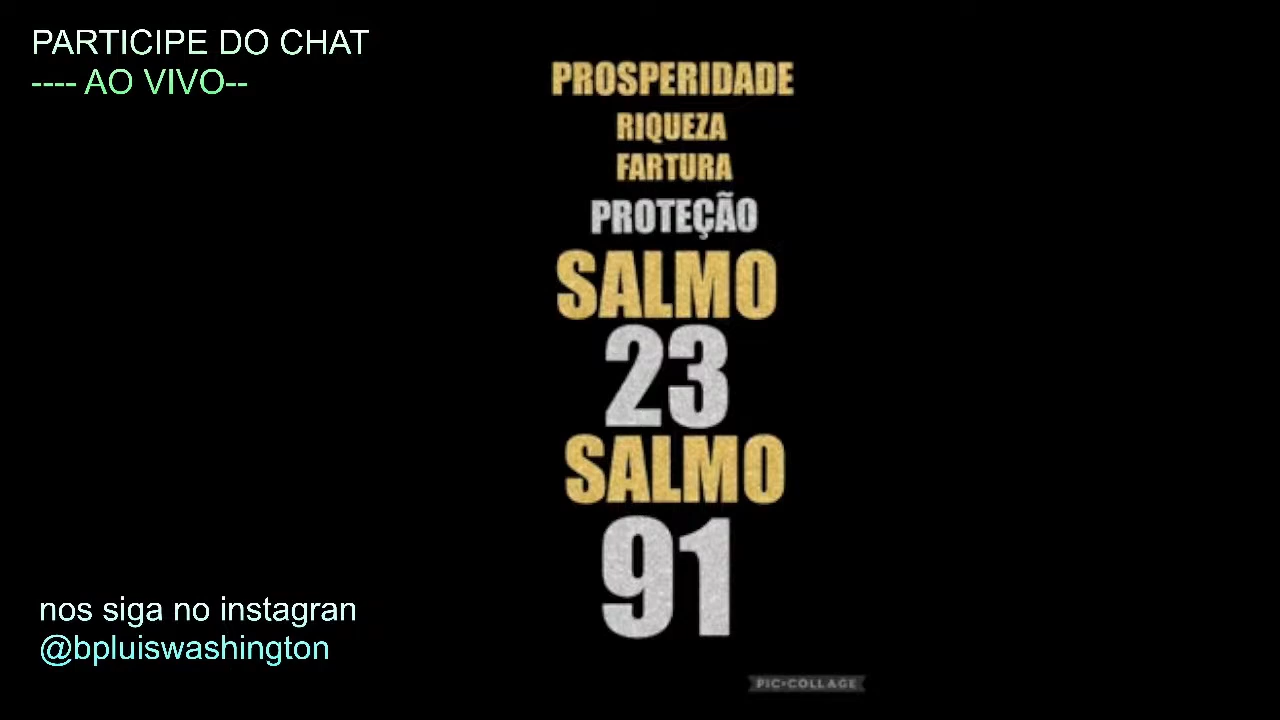 PARTICIPE DO CHAT
---- AO VIVO--
PROSPERIDADE
RIQUEZA
FARTURA
PROTEÇÃO
SALMO
23
SALMO
91
nos siga no instagran
@bpluiswashington
PIC•COLLAGE